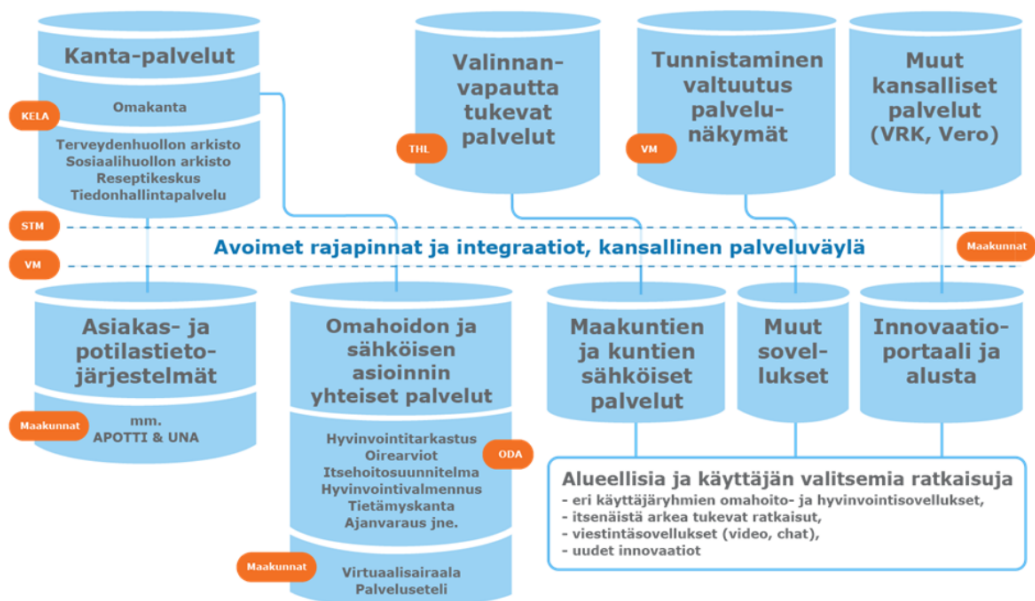 Kanta-palvelut
Omakanta
KELA
Terveydenhuollon arkisto
Sosiaalihuollon arkisto
Reseptikeskus
Tiedonhallintapalvelu
Valinnan-
vapautta
tukevat
palvelut
THL
Tunnistaminen
valtuutus
palvelu-
näkymät
VM
Muut
kansalliset
palvelut
(VRK, Vero)
STM
Avoimet rajapinnat ja integraatiot, kansallinen palveluväylä
Maakunnat
VM
Asiakas- ja
potilastieto-
järjestelmät
Maakunnat
mm.
APOTTI & UNA
Omahoidon ja
sähköisen
asioinnin
yhteiset palvelut
Hyvinvointitarkastus
Oirearviot
Itsehoitosuunnitelma
Hyvinvointivalmennus
Tietämyskanta
Ajanvaraus jne.
ODA
Maakunnat
Virtuaalisairaala
Palveluseteli
Maakuntien
ja kuntien
sähköiset
palvelut
Muut
sovel-
lukset
Innovaatio-
portaali ja
alusta
Alueellisia ja käyttäjän valitsemia ratkaisuja
- eri käyttäjäryhmien omahoito- ja hyvinvointisovellukset,
- itsenäistä arkea tukevat ratkaisut,
- viestintäsovellukset (video, chat),
- uudet innovaatiot